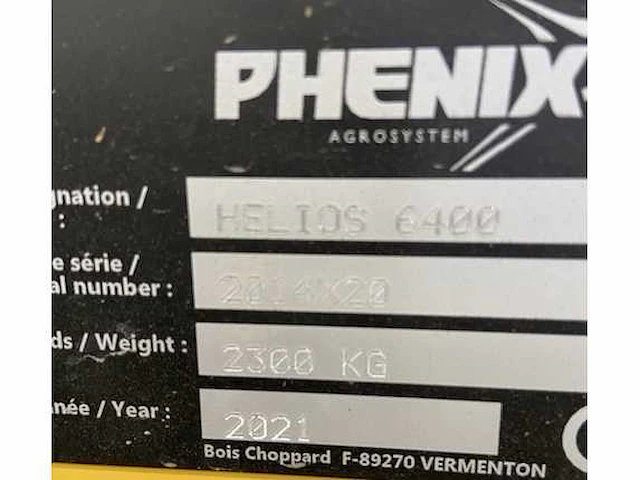 PHENIX
AGROSYSTEM
gnation /
: HELIOS 6400
e série /
al number : 2014X20
ds / Weight : 2300 KG
née / Year : 2021
Bois Choppard F-89270 VERMENTON